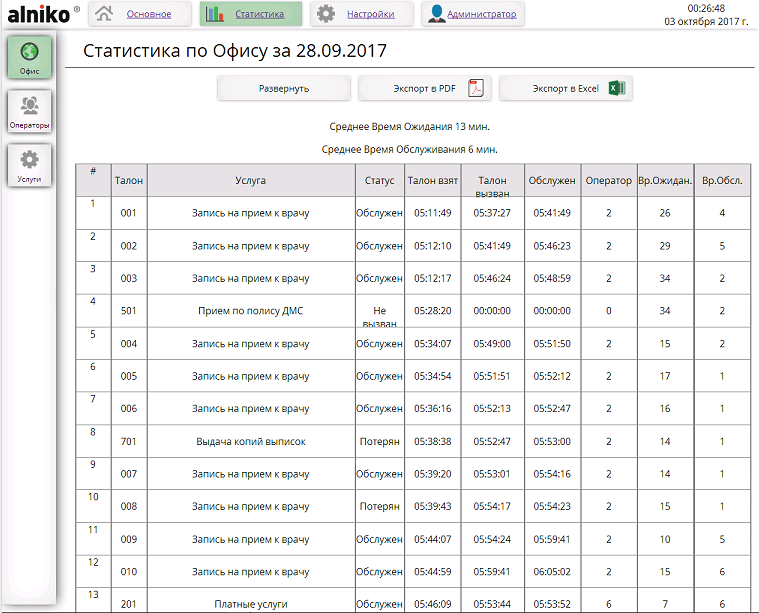 alniko ®
Основное
Статистика
Настройки
Администратор
00:26:48
03 октября 2017 г.
Офис
Операторы
Услуги
Статистика по Офису за 28.09.2017
Развернуть
Экспорт в PDF
Экспорт в Excel
Среднее Время Ожидания 13 мин.
Среднее Время Обслуживания 6 мин.
# Талон Услуга Статус Талон взят Талон вызван Обслужен Оператор Вр.Ожидан. Вр.Обсл.
1 001 Запись на прием к врачу Обслужен 05:11:49 05:37:27 05:41:49 2 26 4
2 002 Запись на прием к врачу Обслужен 05:12:10 05:41:49 05:46:23 2 29 5
3 003 Запись на прием к врачу Обслужен 05:12:17 05:46:24 05:48:59 2 34 2
4 501 Прием по полису ДМС Не вызван 05:28:20 00:00:00 00:00:00 0 34 2
5 004 Запись на прием к врачу Обслужен 05:34:07 05:49:00 05:51:50 2 15 2
6 005 Запись на прием к врачу Обслужен 05:34:54 05:51:51 05:52:12 2 17 1
7 006 Запись на прием к врачу Обслужен 05:36:16 05:52:13 05:52:47 2 16 1
8 701 Выдача копий выписок Потерян 05:38:38 05:52:47 05:53:00 2 14 1
9 007 Запись на прием к врачу Обслужен 05:39:20 05:53:01 05:54:16 2 14 1
10 008 Запись на прием к врачу Потерян 05:39:43 05:54:17 05:54:23 2 15 1
11 009 Запись на прием к врачу Обслужен 05:44:07 05:54:24 05:59:41 2 10 5
12 010 Запись на прием к врачу Обслужен 05:44:59 05:59:41 06:05:02 2 15 6
13 201 Платные услуги Обслужен 05:46:09 05:53:44 05:53:52 6 7 6